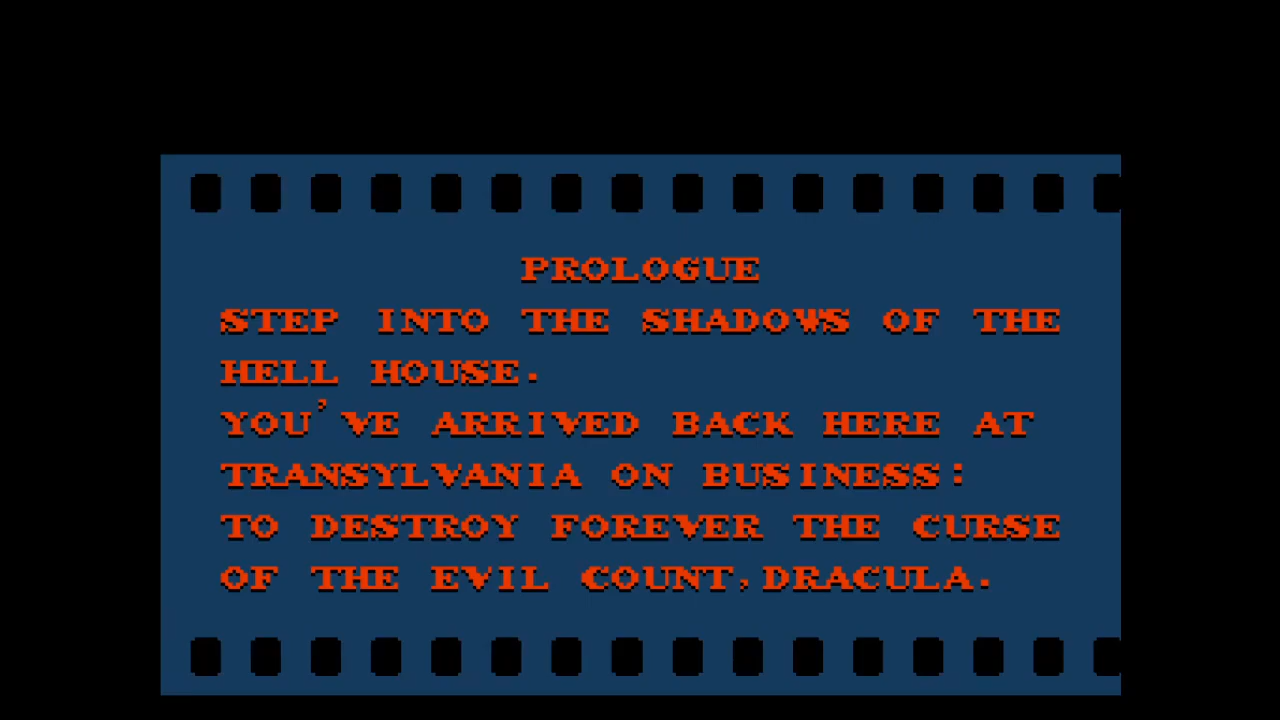 PROLOGUE
STEP INTO THE SHADOWS OF THE
HELL HOUSE.
YOU'VE ARRIVED BACK HERE AT
TRANSYLVANIA ON BUSINESS:
TO DESTROY FOREVER THE CURSE
OF THE EVIL COUNT,DRACULA.